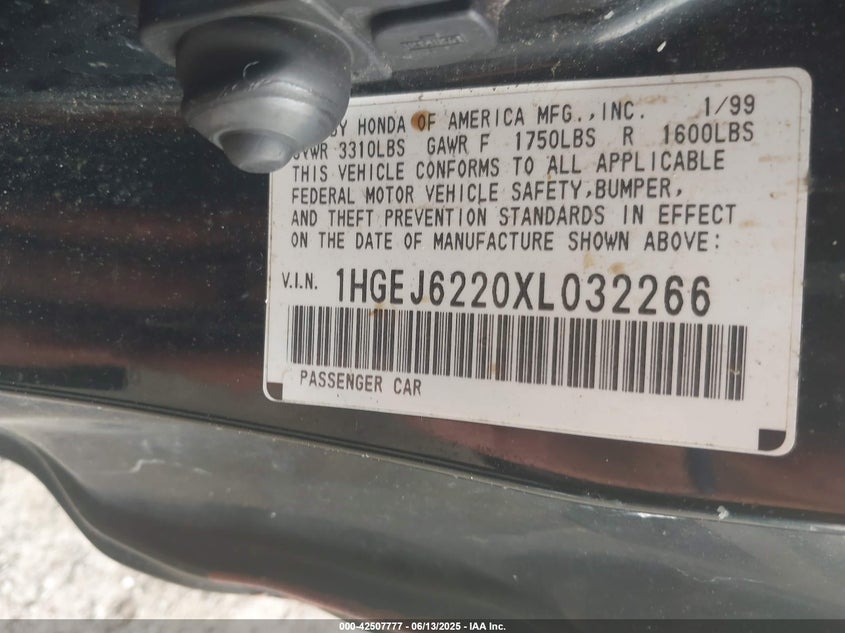 BY HONDA OF AMERICA MFG.,INC. 1/99
GVWR 3310LBS GAWR F 1750LBS R 1600LBS
THIS VEHICLE CONFORMS TO ALL APPLICABLE
FEDERAL MOTOR VEHICLE SAFETY,BUMPER,
AND THEFT PREVENTION STANDARDS IN EFFECT
ON THE DATE OF MANUFACTURE SHOWN ABOVE:
V.I.N. 1HGEJ6220XL032266
PASSENGER CAR
000-42507777 - 06/13/2025 - IAA Inc.